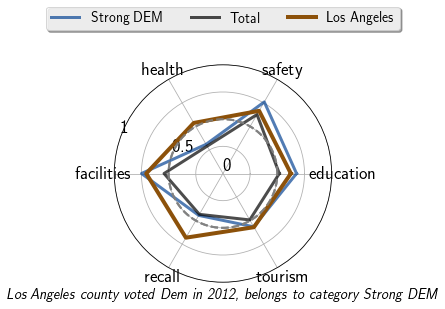 Strong DEM Total Los Angeles
health safety
1
0.5
0
facilities education
recall tourism
Los Angeles county voted Dem in 2012, belongs to category Strong DEM